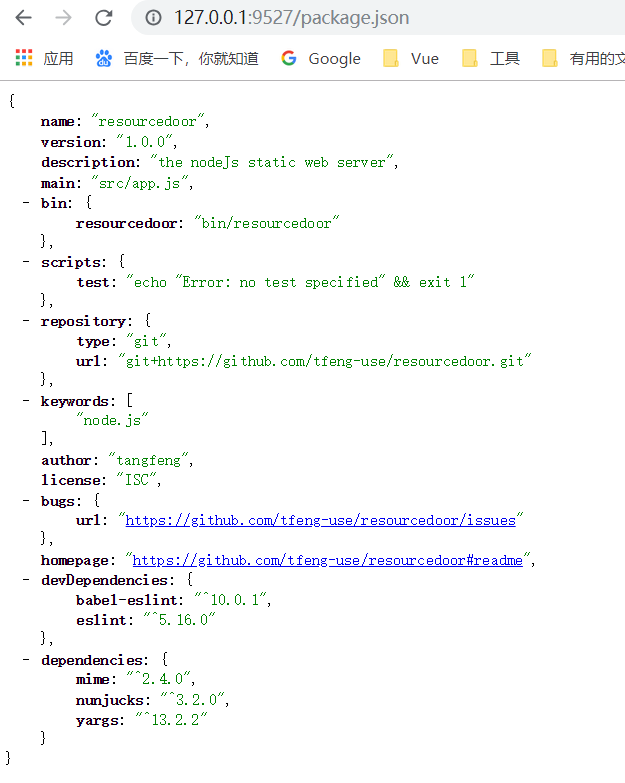 127.0.0.1:9527/package.json
应用 百度一下，你就知道 Google Vue 工具 有用的文
{
name: "resourcedoor",
version: "1.0.0",
description: "the nodeJs static web server",
main: "src/app.js",
- bin: {
resourcedoor: "bin/resourcedoor"
},
- scripts: {
test: "echo "Error: no test specified" && exit 1"
},
- repository: {
type: "git",
url: "git+https://github.com/tfeng-use/resourcedoor.git"
},
- keywords: [
"node.js"
],
author: "tangfeng",
license: "ISC",
- bugs: {
url: "https://github.com/tfeng-use/resourcedoor/issues"
},
homepage: "https://github.com/tfeng-use/resourcedoor#readme",
- devDependencies: {
babel-eslint: "^10.0.1",
eslint: "^5.16.0"
},
- dependencies: {
mime: "^2.4.0",
nunjucks: "^3.2.0",
yargs: "^13.2.2"
}
}